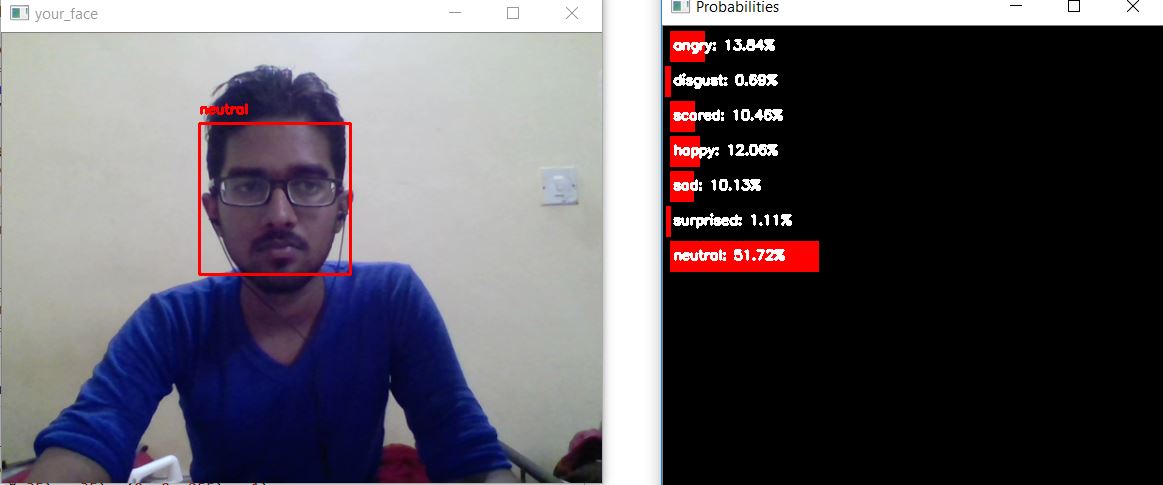 your_face
neutral
Probabilities
angry: 13.84%
disgust: 0.69%
scared: 10.46%
happy: 12.06%
sad: 10.13%
surprised: 1.11%
neutral: 51.72%